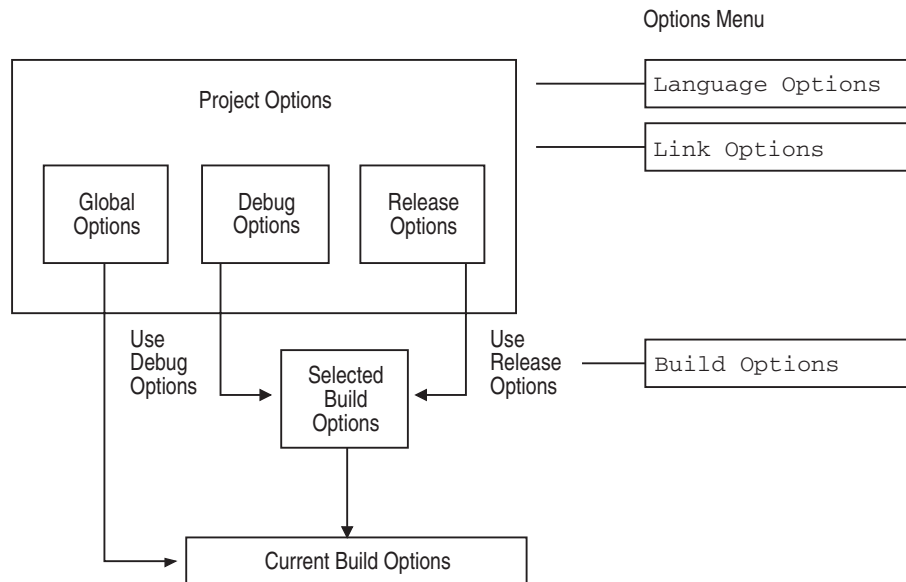 Options Menu
Project Options
Language Options
Link Options
Global
Options
Debug
Options
Release
Options
Use
Debug
Options
Selected
Build
Options
Use
Release
Options
Build Options
Current Build Options